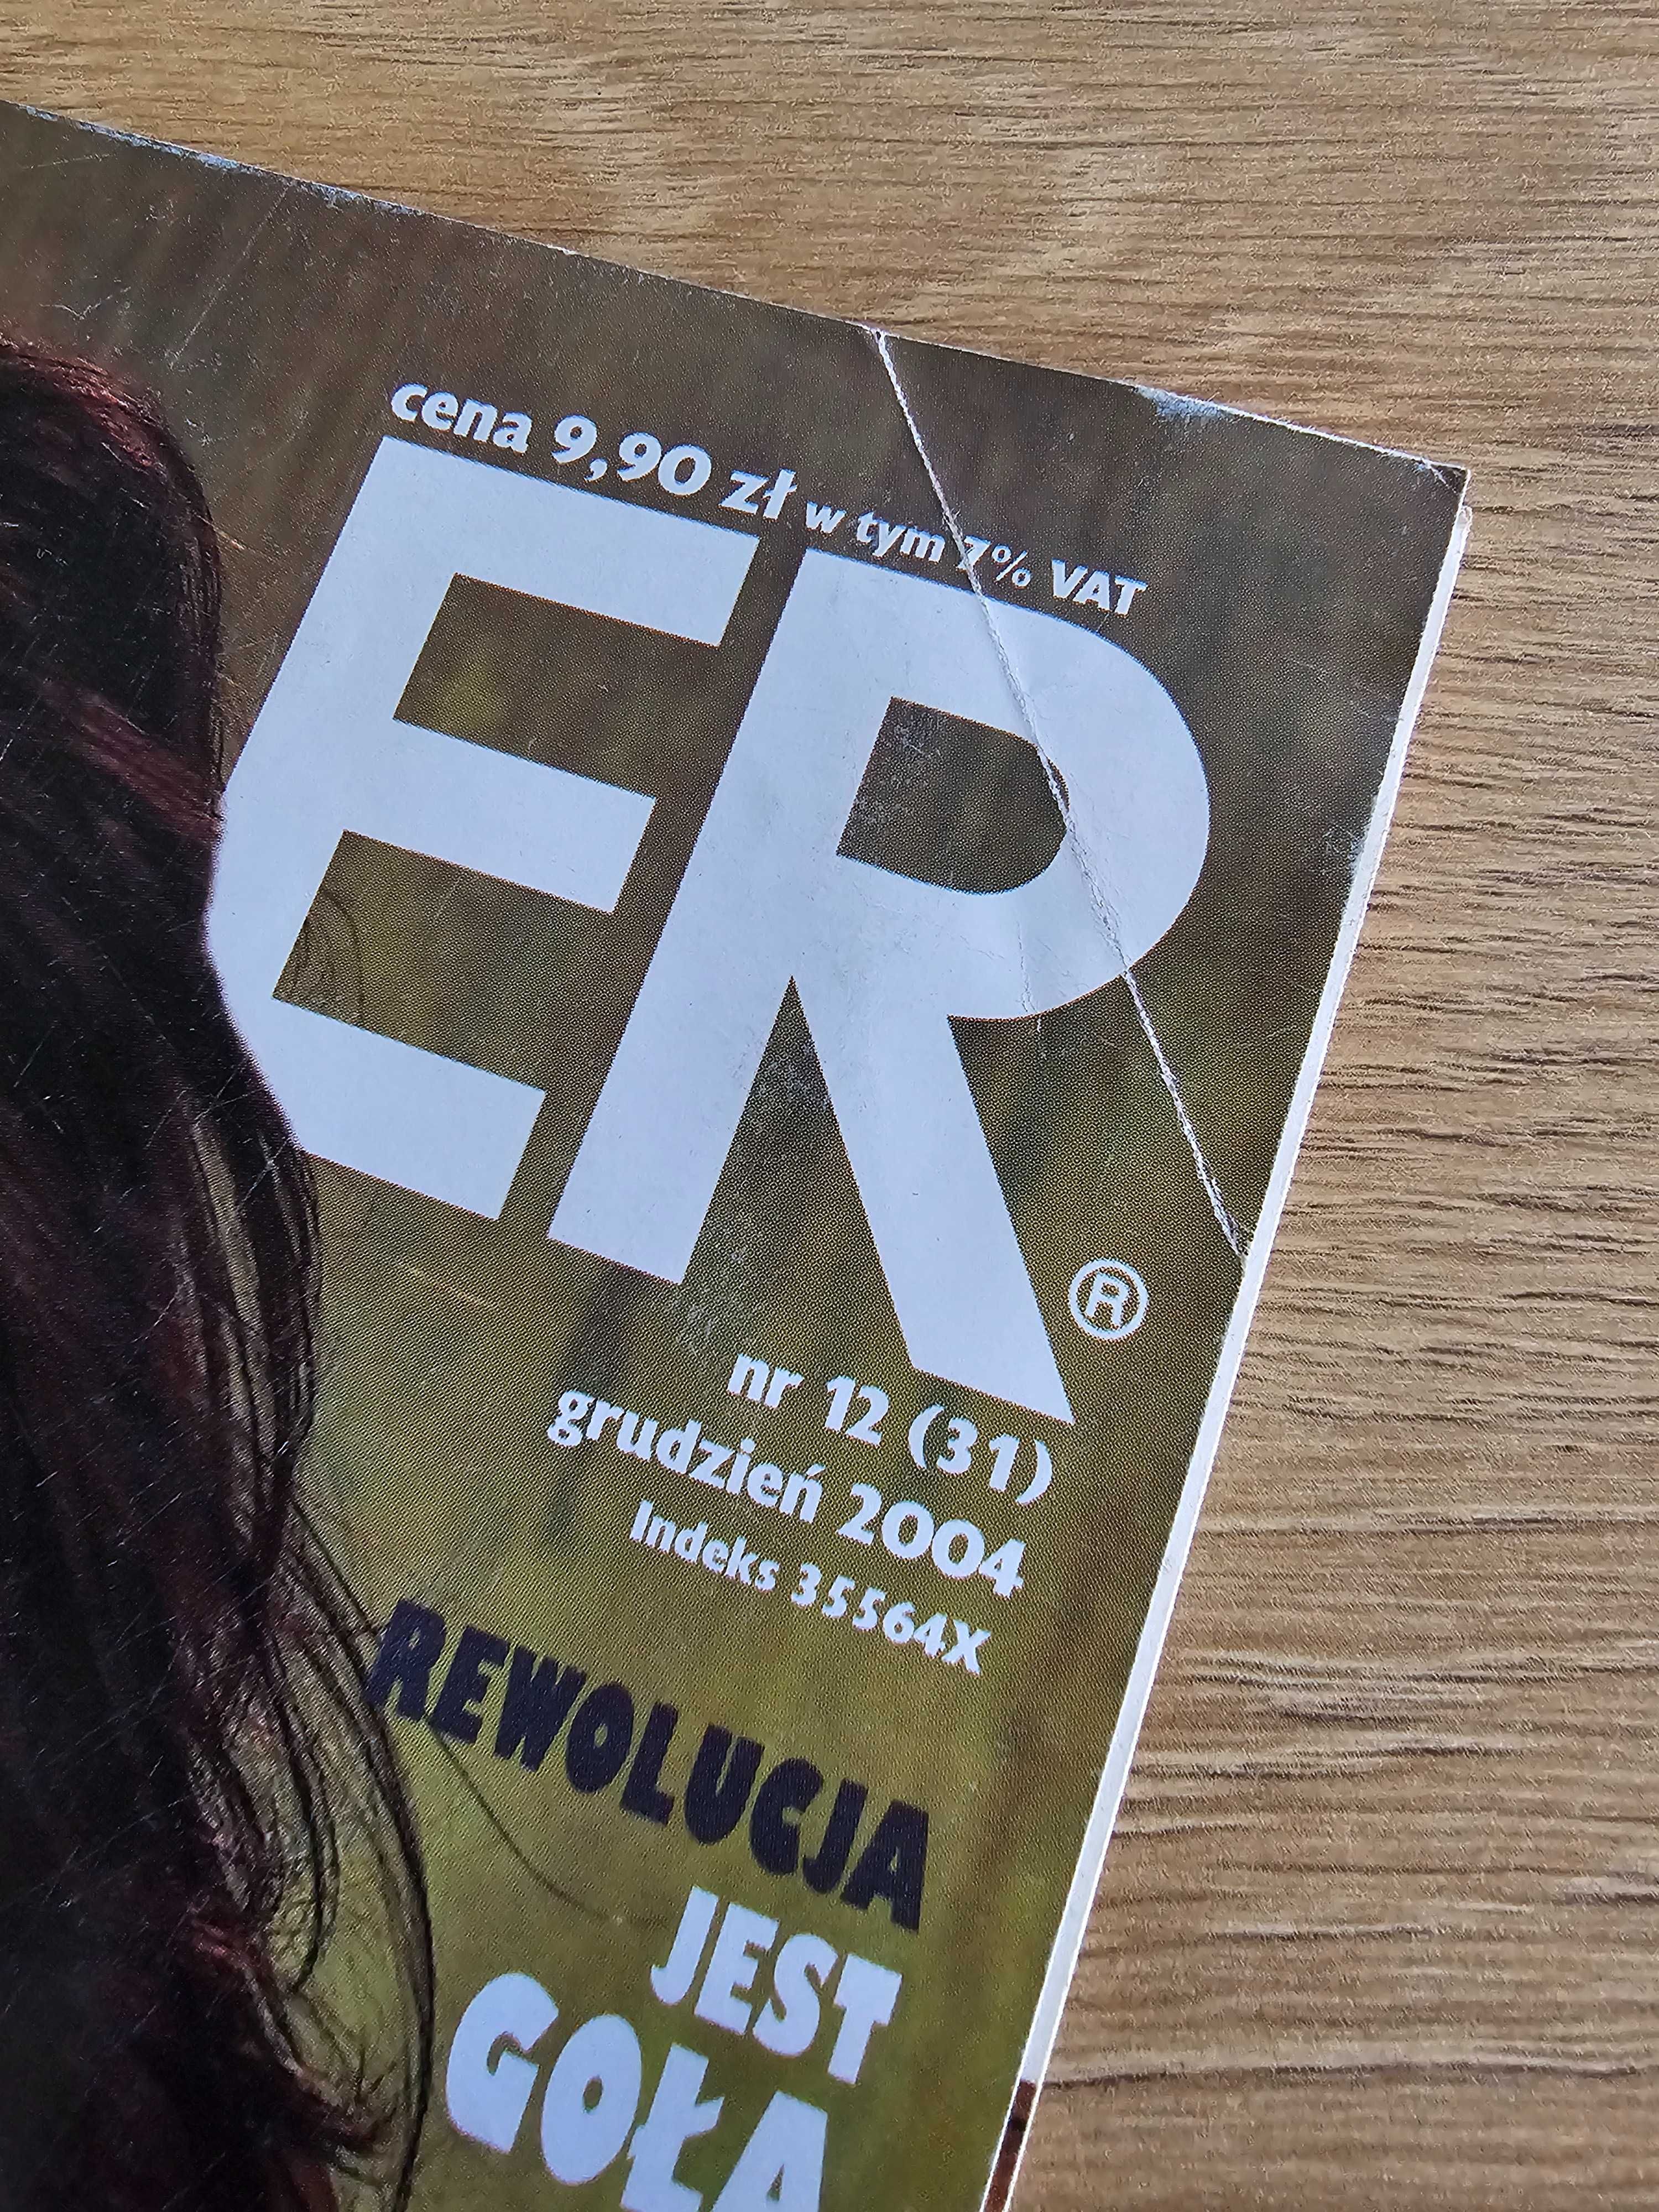 cena 9,90 zł w tym 7% VAT
ER®
nr 12 (31)
grudzień 2004
Indeks 35564X
REWOLUCJA
JEST
GOŁA